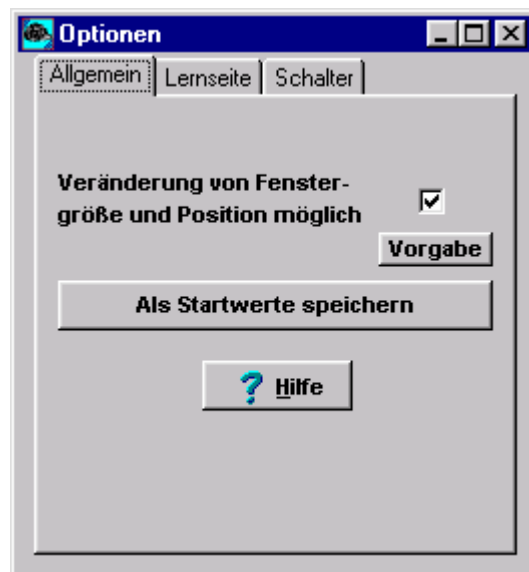 Optionen
Allgemein Lernseite Schalter
Veränderung von Fenster-
größe und Position möglich
Vorgabe
Als Startwerte speichern
? Hilfe